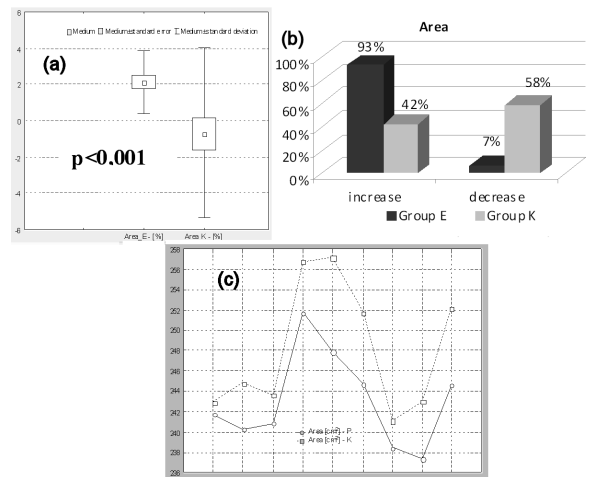 Medium Medium±standard error Medium±standard deviation
(a)
6
4
2
0
-2
-4
-6
p<0,001
Area_E - [%] Area K - [%]
(b)
Area
100%
80%
60%
40%
20%
0%
93%
42%
7%
58%
increase decrease
Group E Group K
(c)
258
256
254
252
250
248
246
244
242
240
238
236
Area [cm²] - P
Area [cm²] - K